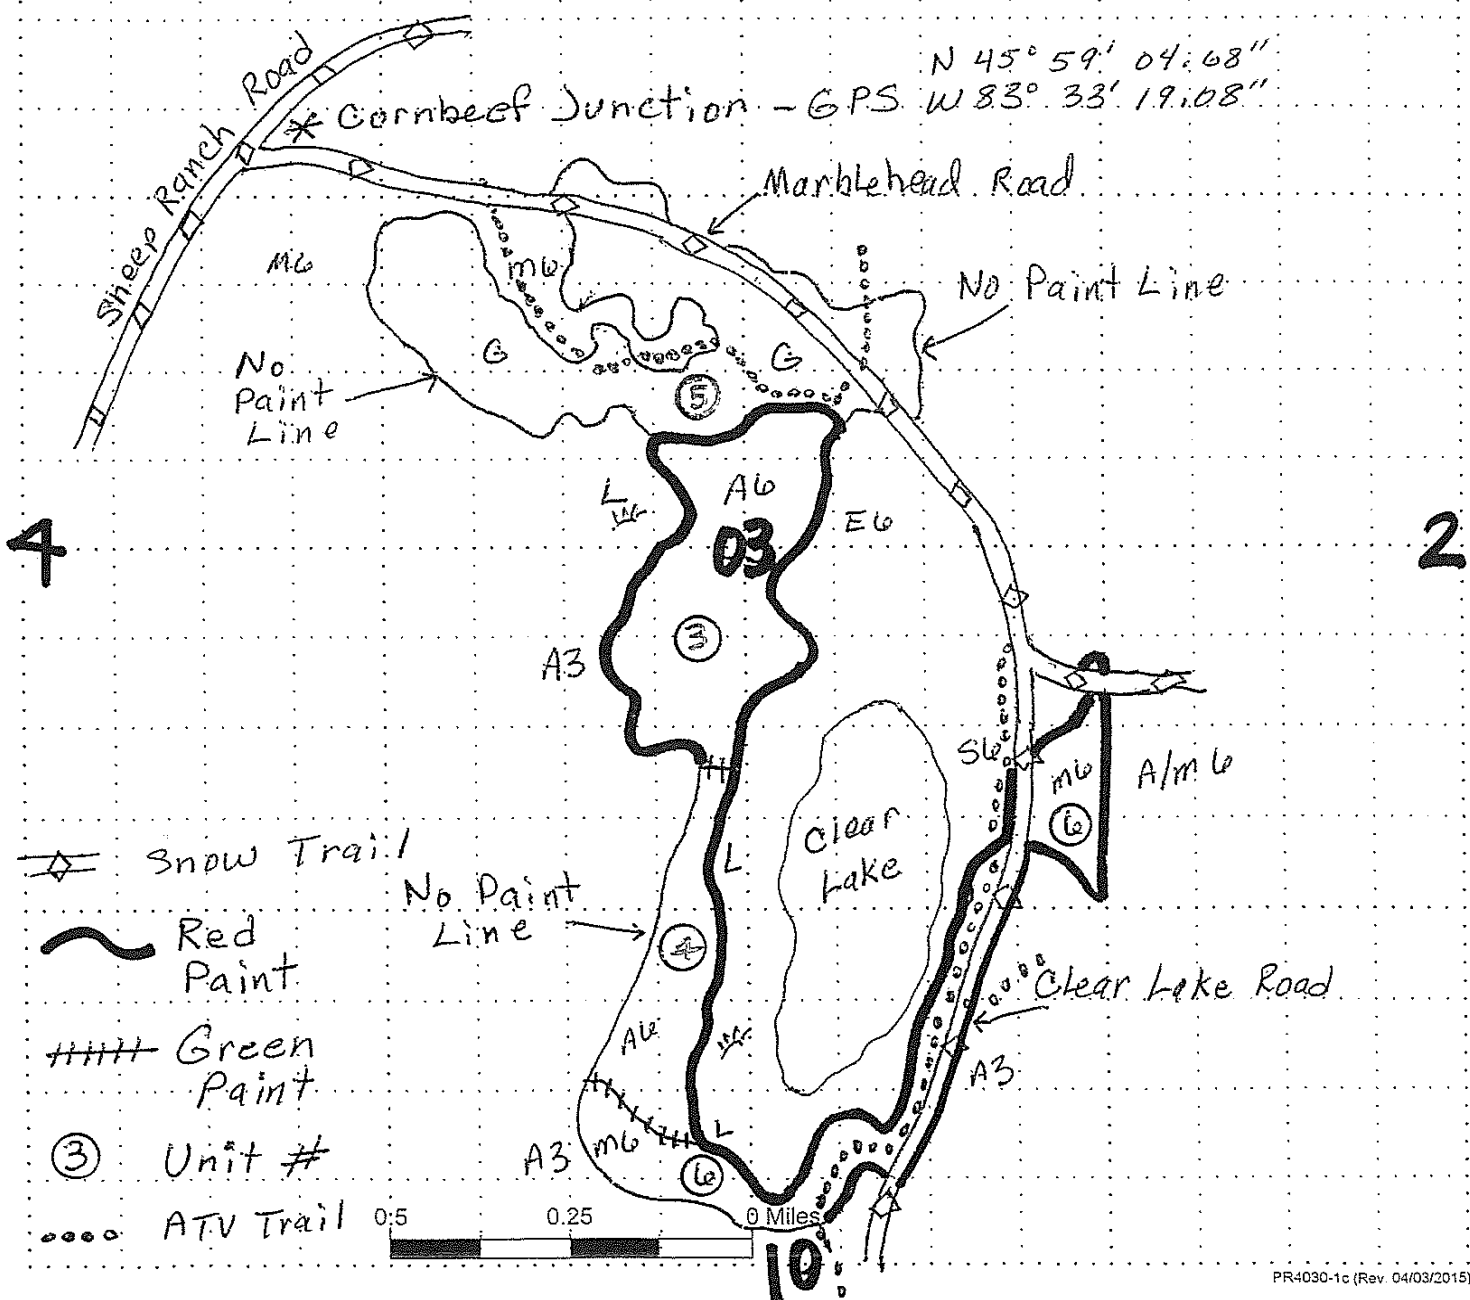 N 45° 59' 04.68"
Road
* Cornbeef Junction - GPS W 83° 33' 19.08"
Sheep Ranch
Marblehead Road
M6
M6
No Paint Line
G
G
No
Paint
Line
5
A6
L
03
E6
4
2
3
A3
S6
M6
A/M 6
6
Clear
Lake
Snow Trail
L
No Paint
Line
Red
Paint
4
Clear Lake Road
Green
Paint
A6
A3
3 Unit #
A3
M6
L
6
ATV Trail
0.5 0.25 0 Miles
10
PR4030-1c (Rev. 04/03/2015)